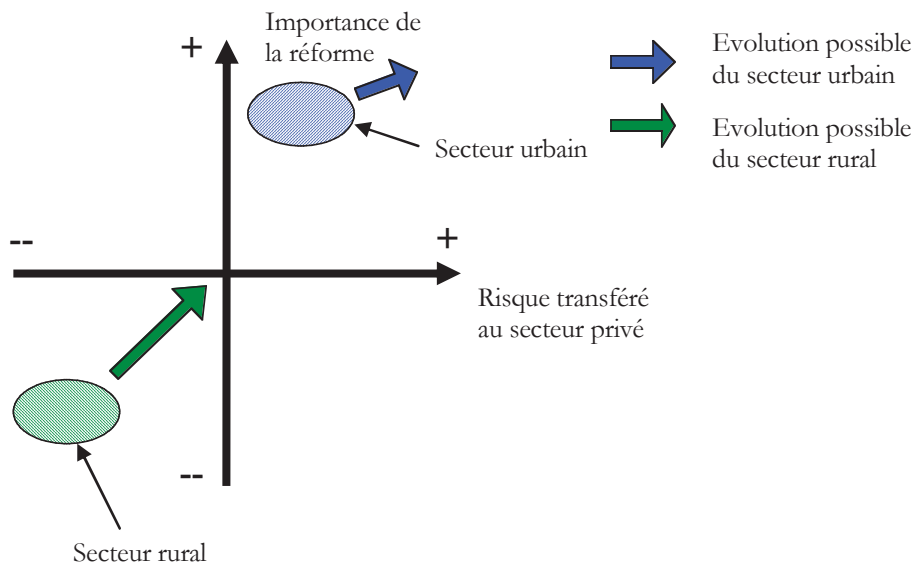 Importance de
la réforme
+
Evolution possible
du secteur urbain
Evolution possible
du secteur rural
Secteur urbain
--
+
Risque transféré
au secteur privé
--
Secteur rural